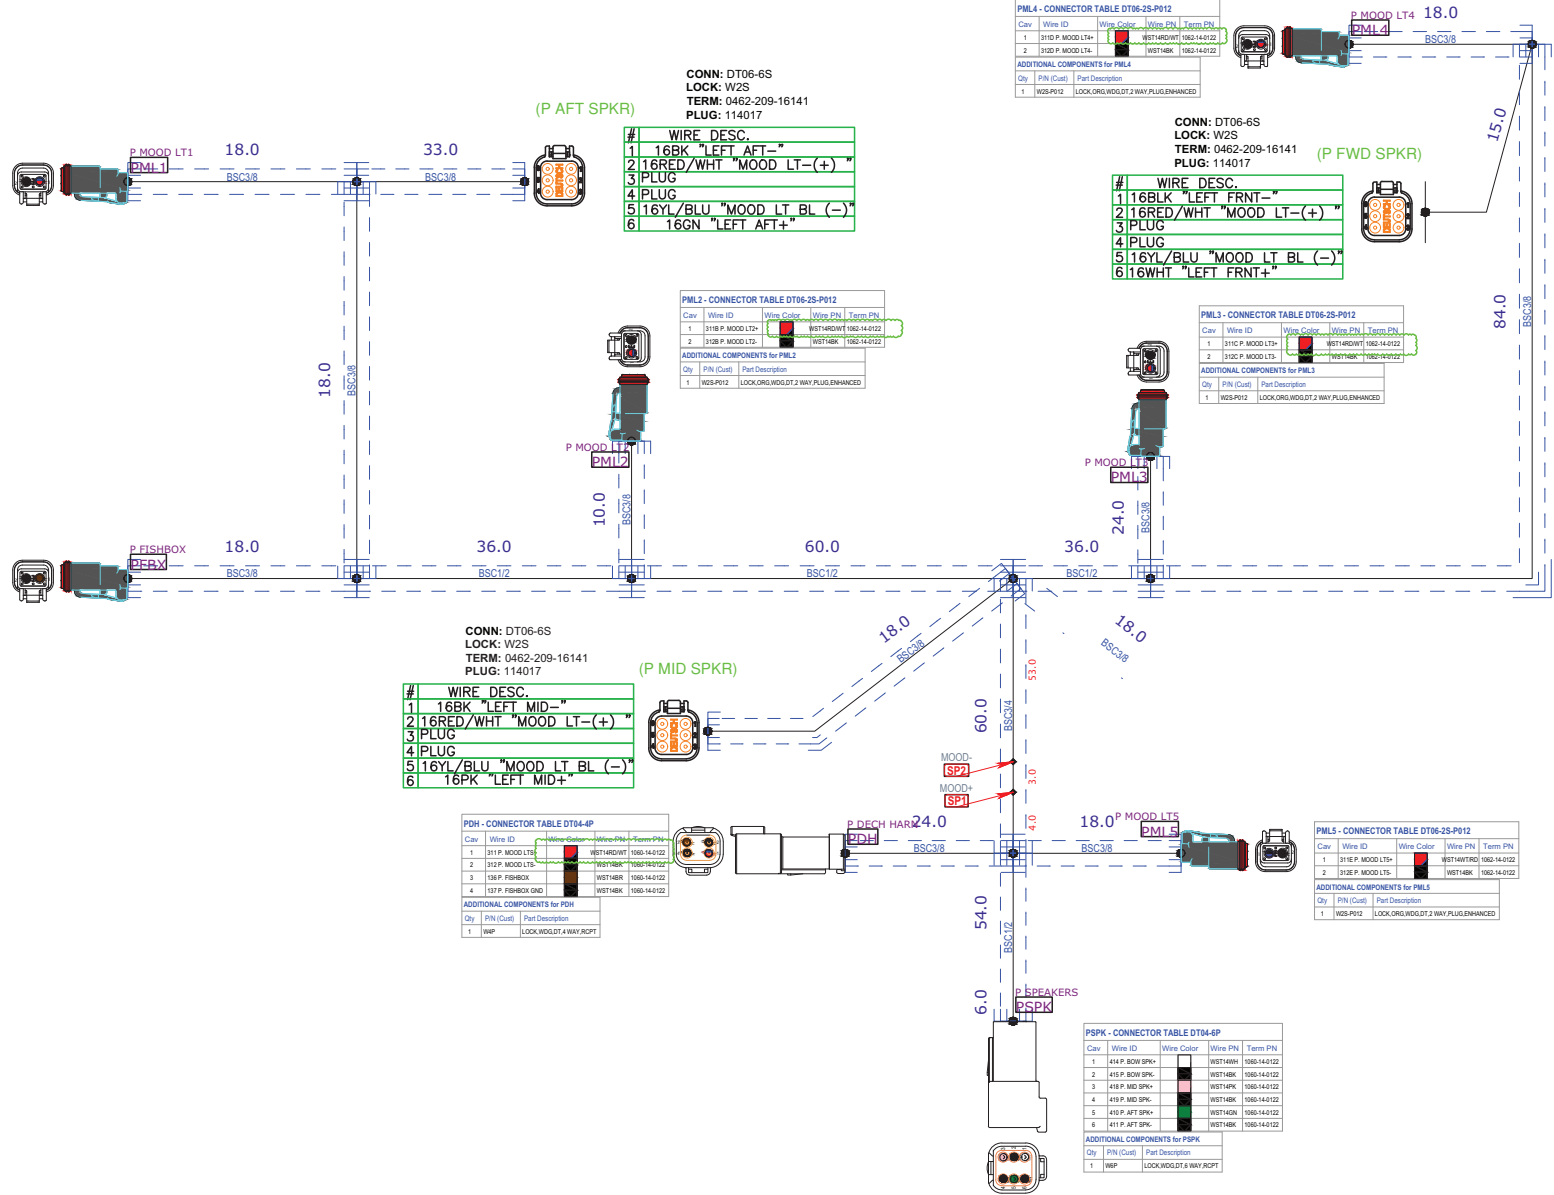 PML4 - CONNECTOR TABLE DT06-2S-P012
Cav Wire ID Wire Color Wire PN Term PN
1 311D P. MOOD LT4+ WST14RD/WT 1062-14-0122
2 312D P. MOOD LT4- WST14BK 1062-14-0122
ADDITIONAL COMPONENTS for PML4
Qty P/N (Cust) Part Description
1 W2S-P012 LOCK,ORG,WDG,DT,2 WAY,PLUG,ENHANCED
P MOOD LT4
PML4
18.0
BSC3/8
15.0
84.0
BSC3/8
CONN: DT06-6S
LOCK: W2S
TERM: 0462-209-16141
PLUG: 114017
(P AFT SPKR)
# WIRE DESC.
1 16BK "LEFT AFT-"
2 16RED/WHT "MOOD LT-(+) "
3 PLUG
4 PLUG
5 16YL/BLU "MOOD LT BL (-)"
6 16GN "LEFT AFT+"
CONN: DT06-6S
LOCK: W2S
TERM: 0462-209-16141
PLUG: 114017
(P FWD SPKR)
# WIRE DESC.
1 16BLK "LEFT FRNT-"
2 16RED/WHT "MOOD LT-(+) "
3 PLUG
4 PLUG
5 16YL/BLU "MOOD LT BL (-)"
6 16WHT "LEFT FRNT+"
DEUTSCH
P MOOD LT1
PML1
18.0
BSC3/8
33.0
BSC3/8
DEUTSCH
18.0
BSC3/8
PML2 - CONNECTOR TABLE DT06-2S-P012
Cav Wire ID Wire Color Wire PN Term PN
1 311B P. MOOD LT2+ WST14RD/WT 1062-14-0122
2 312B P. MOOD LT2- WST14BK 1062-14-0122
ADDITIONAL COMPONENTS for PML2
Qty P/N (Cust) Part Description
1 W2S-P012 LOCK,ORG,WDG,DT,2 WAY,PLUG,ENHANCED
PML3 - CONNECTOR TABLE DT06-2S-P012
Cav Wire ID Wire Color Wire PN Term PN
1 311C P. MOOD LT3+ WST14RD/WT 1062-14-0122
2 312C P. MOOD LT3- WST14BK 1062-14-0122
ADDITIONAL COMPONENTS for PML3
Qty P/N (Cust) Part Description
1 W2S-P012 LOCK,ORG,WDG,DT,2 WAY,PLUG,ENHANCED
P MOOD LT2
PML2
10.0
BSC3/8
P MOOD LT3
PML3
24.0
BSC3/8
P FISHBOX
PFBX
18.0
BSC3/8
36.0
BSC1/2
60.0
BSC1/2
36.0
BSC1/2
18.0
BSC3/8
18.0
BSC3/8
CONN: DT06-6S
LOCK: W2S
TERM: 0462-209-16141
PLUG: 114017
(P MID SPKR)
# WIRE DESC.
1 16BK "LEFT MID-"
2 16RED/WHT "MOOD LT-(+) "
3 PLUG
4 PLUG
5 16YL/BLU "MOOD LT BL (-)"
6 16PK "LEFT MID+"
DEUTSCH
53.0
60.0
BSC3/4
MOOD-
SP2
3.0
MOOD+
SP1
4.0
PDH - CONNECTOR TABLE DT04-4P
Cav Wire ID Wire Color Wire PN Term PN
1 311 P. MOOD LTS+ WST14RD/WT 1060-14-0122
2 312 P. MOOD LTS- WST14BK 1060-14-0122
3 136 P. FISHBOX WST14BR 1060-14-0122
4 137 P. FISHBOX GND WST14BK 1060-14-0122
ADDITIONAL COMPONENTS for PDH
Qty P/N (Cust) Part Description
1 W4P LOCK,WDG,DT,4 WAY,RCPT
P DECH HARN
PDH
24.0
BSC3/8
18.0
BSC3/8
P MOOD LT5
PML5
PML5 - CONNECTOR TABLE DT06-2S-P012
Cav Wire ID Wire Color Wire PN Term PN
1 311E P. MOOD LT5+ WST14WT/RD 1062-14-0122
2 312E P. MOOD LT5- WST14BK 1062-14-0122
ADDITIONAL COMPONENTS for PML5
Qty P/N (Cust) Part Description
1 W2S-P012 LOCK,ORG,WDG,DT,2 WAY,PLUG,ENHANCED
54.0
BSC1/2
6.0
P SPEAKERS
PSPK
PSPK - CONNECTOR TABLE DT04-6P
Cav Wire ID Wire Color Wire PN Term PN
1 414 P. BOW SPK+ WST14WH 1060-14-0122
2 415 P. BOW SPK- WST14BK 1060-14-0122
3 418 P. MID SPK+ WST14PK 1060-14-0122
4 419 P. MID SPK- WST14BK 1060-14-0122
5 410 P. AFT SPK+ WST14GN 1060-14-0122
6 411 P. AFT SPK- WST14BK 1060-14-0122
ADDITIONAL COMPONENTS for PSPK
Qty P/N (Cust) Part Description
1 W6P LOCK,WDG,DT,6 WAY,RCPT